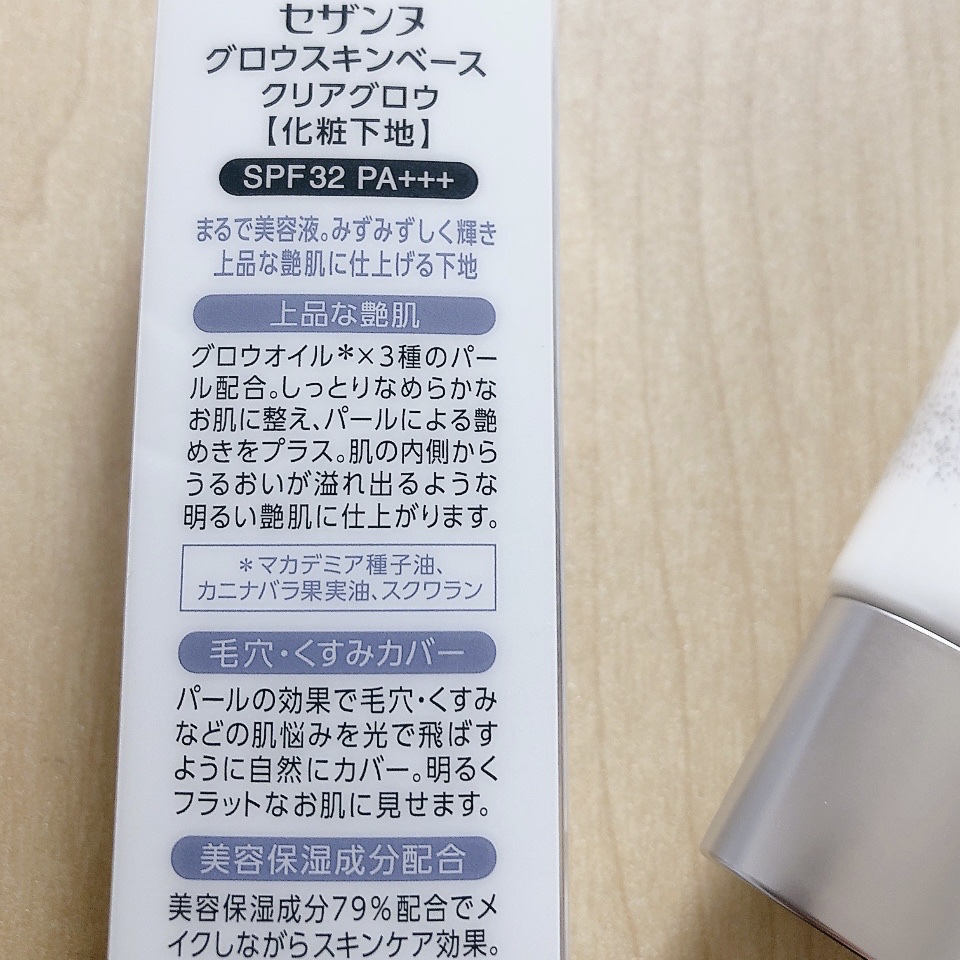 セザンヌ
グロウスキンベース
クリアグロウ
【化粧下地】
SPF32 PA+++
まるで美容液。みずみずしく輝き
上品な艶肌に仕上げる下地
上品な艶肌
グロウオイル*×3種のパー
ル配合。しっとりなめらかな
お肌に整え、パールによる艶
めきをプラス。肌の内側から
うるおいが溢れ出るような
明るい艶肌に仕上がります。
*マカデミア種子油、
カニナバラ果実油、スクワラン
毛穴・くすみカバー
パールの効果で毛穴・くすみ
などの肌悩みを光で飛ばす
ように自然にカバー。明るく
フラットなお肌に見せます。
美容保湿成分配合
美容保湿成分79%配合でメ
イクしながらスキンケア効果。